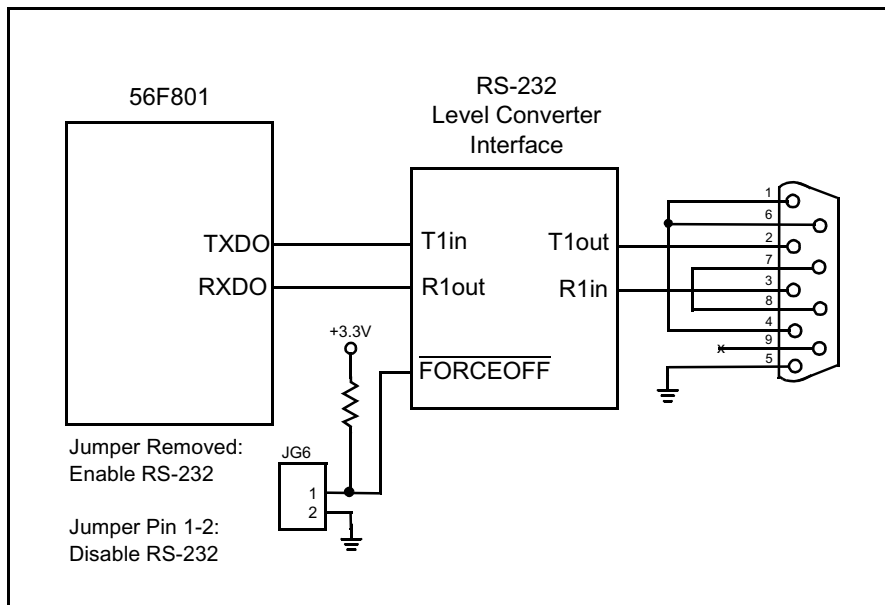 56F801
RS-232
Level Converter
Interface
TXDO
RXDO
T1in
R1out
FORCEOFF
T1out
R1in
1
6
2
7
3
8
4
9
x
5
+3.3V
JG6
1
2
Jumper Removed:
Enable RS-232
Jumper Pin 1-2:
Disable RS-232